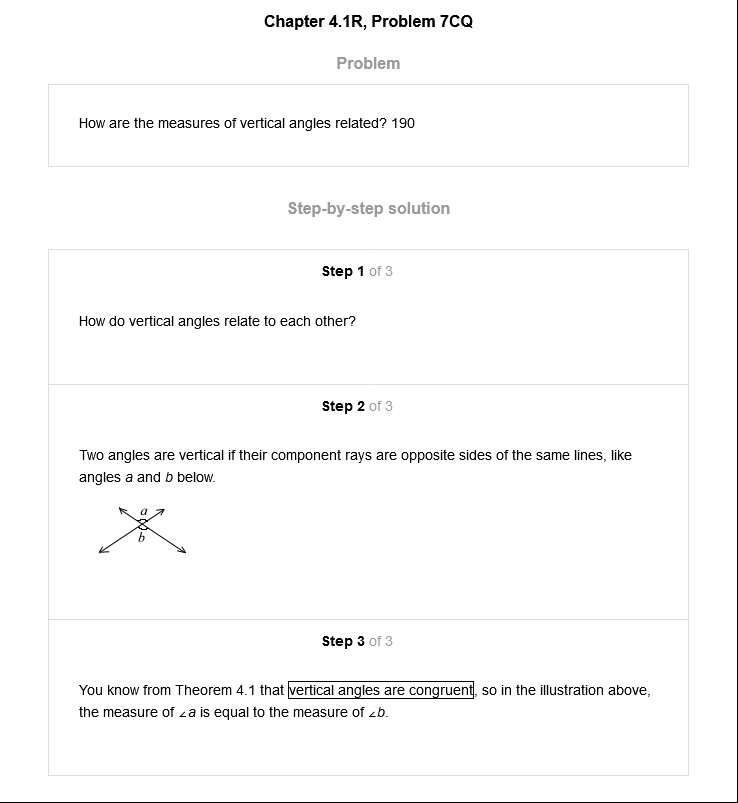 Chapter 4.1R, Problem 7CQ
Problem
How are the measures of vertical angles related? 190
Step-by-step solution
Step 1 of 3
How do vertical angles relate to each other?
Step 2 of 3
Two angles are vertical if their component rays are opposite sides of the same lines, like
angles a and b below.
a
b
Step 3 of 3
You know from Theorem 4.1 that vertical angles are congruent, so in the illustration above,
the measure of ∠a is equal to the measure of ∠b.